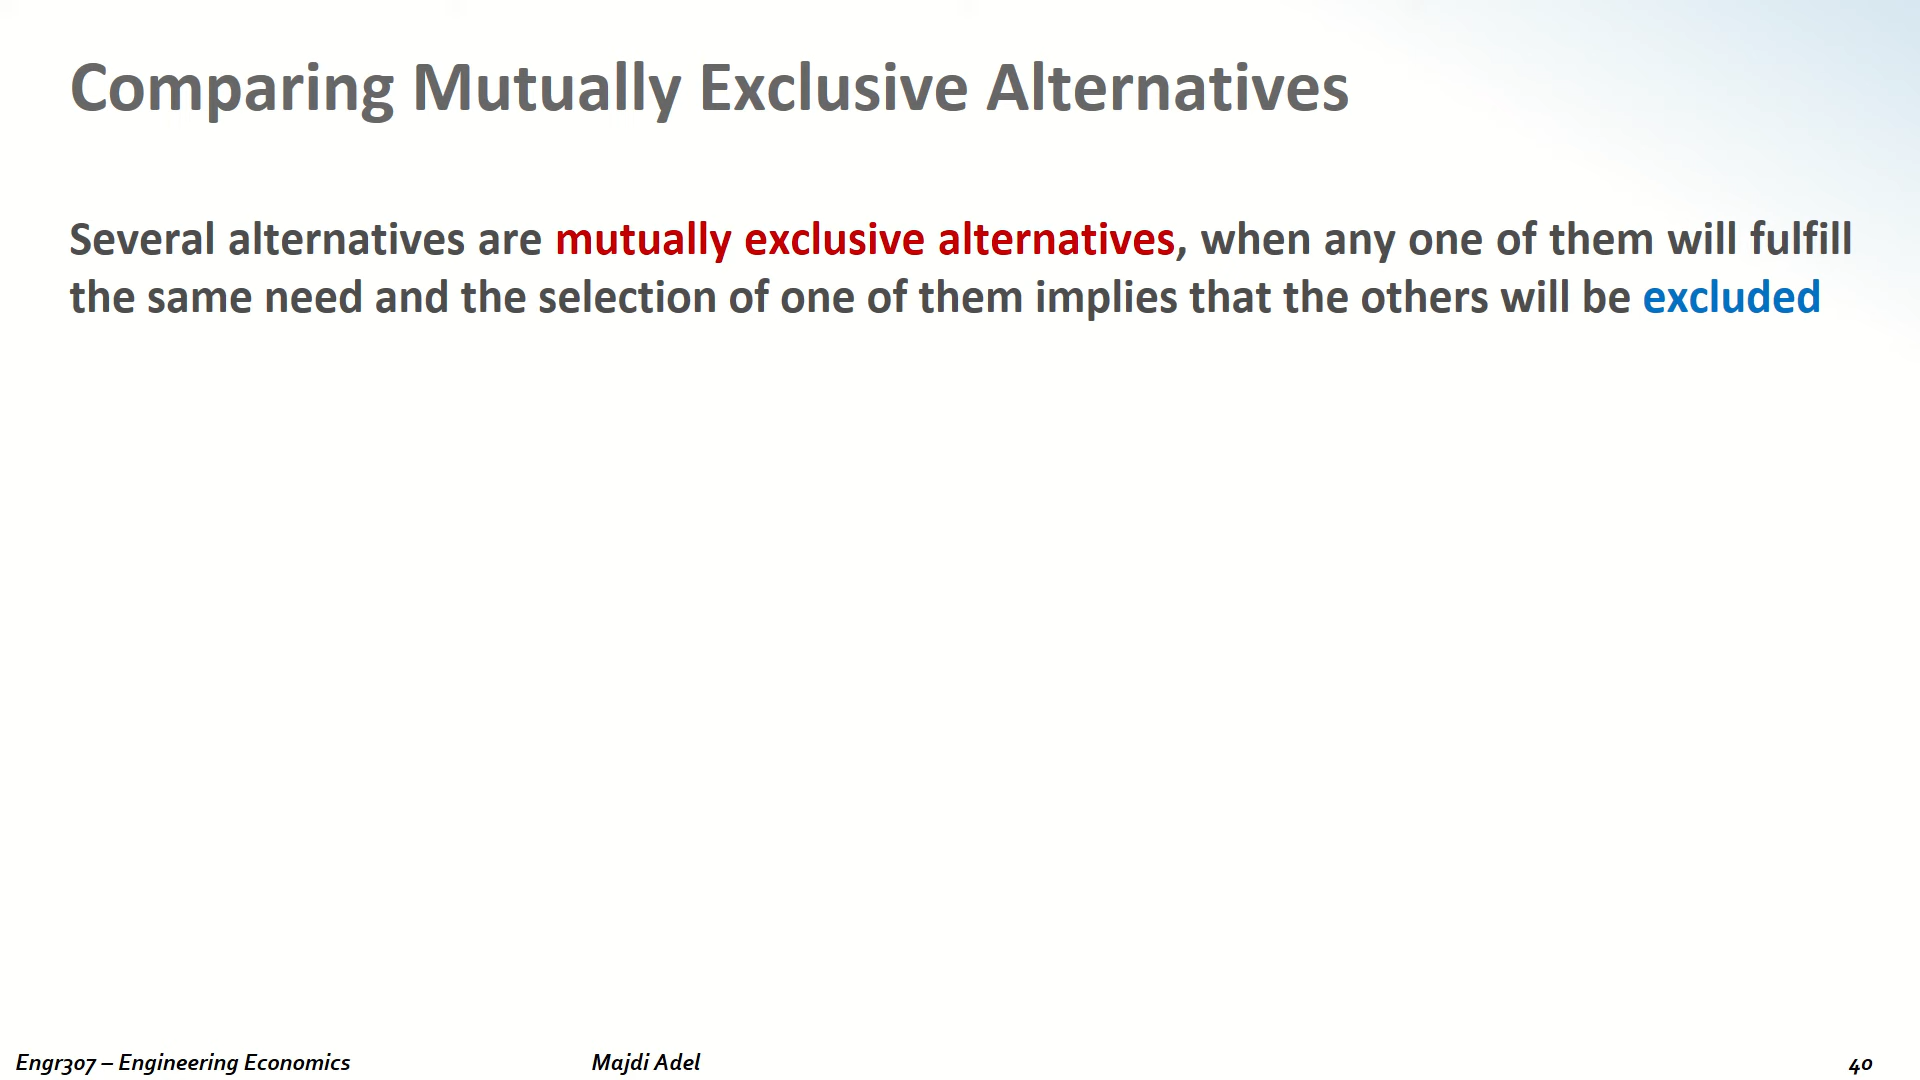 Comparing Mutually Exclusive Alternatives
Several alternatives are mutually exclusive alternatives, when any one of them will fulfill
the same need and the selection of one of them implies that the others will be excluded
Engr307 – Engineering Economics
Majdi Adel
40